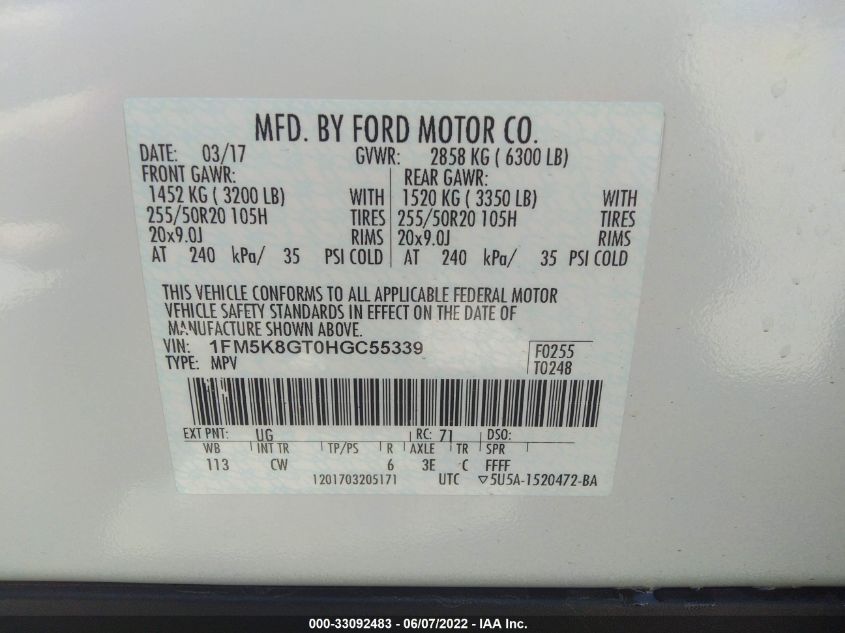 MFD. BY FORD MOTOR CO.
DATE: 03/17 GVWR: 2858 KG ( 6300 LB)
FRONT GAWR: REAR GAWR:
1452 KG ( 3200 LB) WITH 1520 KG ( 3350 LB) WITH
255/50R20 105H TIRES 255/50R20 105H TIRES
20x9.0J RIMS 20x9.0J RIMS
AT 240 kPa/ 35 PSI COLD AT 240 kPa/ 35 PSI COLD
THIS VEHICLE CONFORMS TO ALL APPLICABLE FEDERAL MOTOR
VEHICLE SAFETY STANDARDS IN EFFECT ON THE DATE OF
MANUFACTURE SHOWN ABOVE.
VIN: 1FM5K8GT0HGC55339 F0255
TYPE: MPV T0248
EXT PNT: UG RC: 71 DSO:
WB INT TR TP/PS R AXLE TR SPR
113 CW 6 3E C FFFF
1201703205171 UTC ▽5U5A-1520472-BA
000-33092483 - 06/07/2022 - IAA Inc.